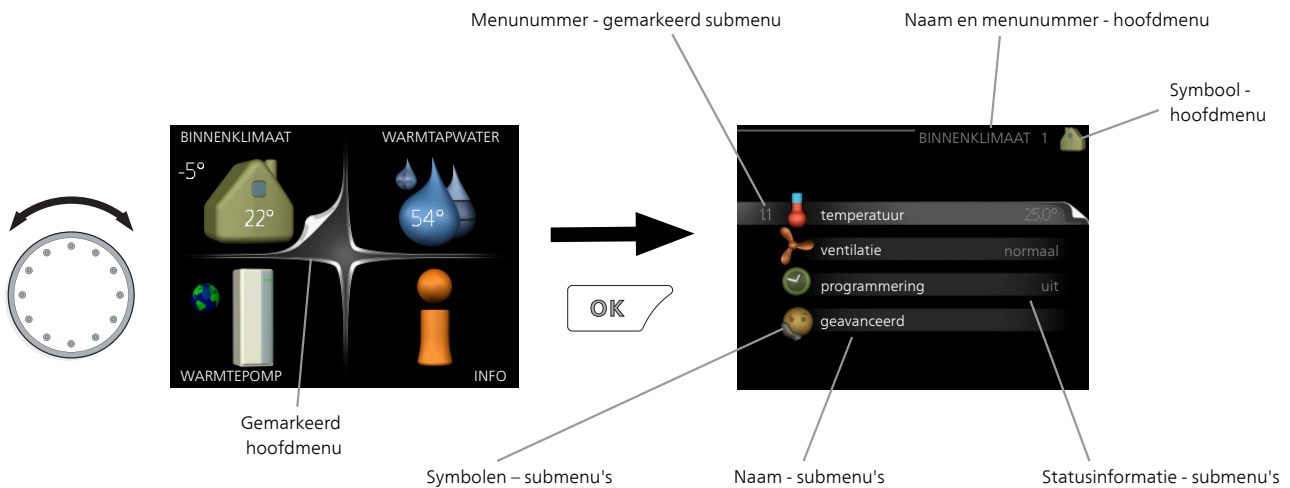 Menunummer - gemarkeerd submenu
Naam en menunummer - hoofdmenu
Symbool -
hoofdmenu
BINNENKLIMAAT
WARMTAPWATER
-5°
22°
54°
WARMTEPOMP
INFO
OK
BINNENKLIMAAT 1
1.1 temperatuur 25.0°
ventilatie normaal
programmering uit
geavanceerd
Gemarkeerd
hoofdmenu
Symbolen – submenu's
Naam - submenu's
Statusinformatie - submenu's